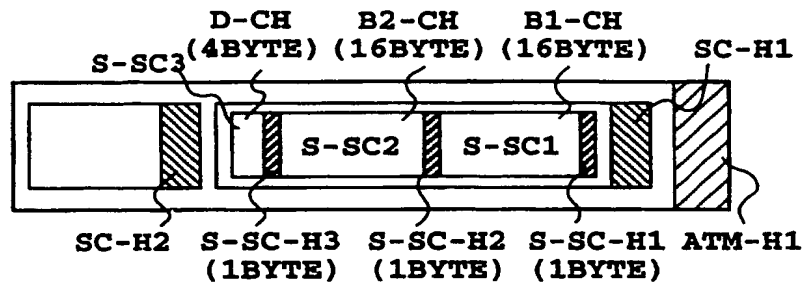 D-CH B2-CH B1-CH
(4BYTE) (16BYTE) (16BYTE) SC-H1
S-SC3
S-SC2 S-SC1
SC-H2 S-SC-H3 S-SC-H2 S-SC-H1 ATM-H1
(1BYTE) (1BYTE) (1BYTE)